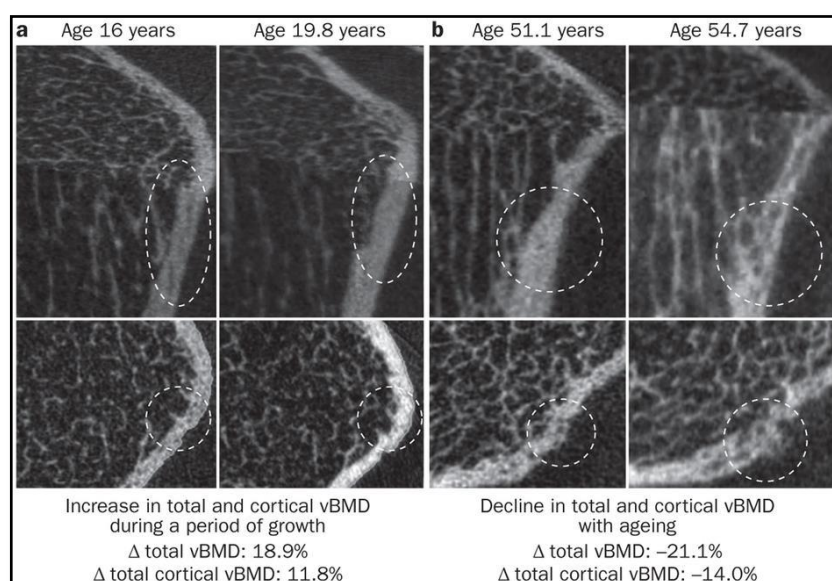 a Age 16 years Age 19.8 years b Age 51.1 years Age 54.7 years
Increase in total and cortical vBMD
during a period of growth
Δ total vBMD: 18.9%
Δ total cortical vBMD: 11.8%
Decline in total and cortical vBMD
with ageing
Δ total vBMD: –21.1%
Δ total cortical vBMD: –14.0%